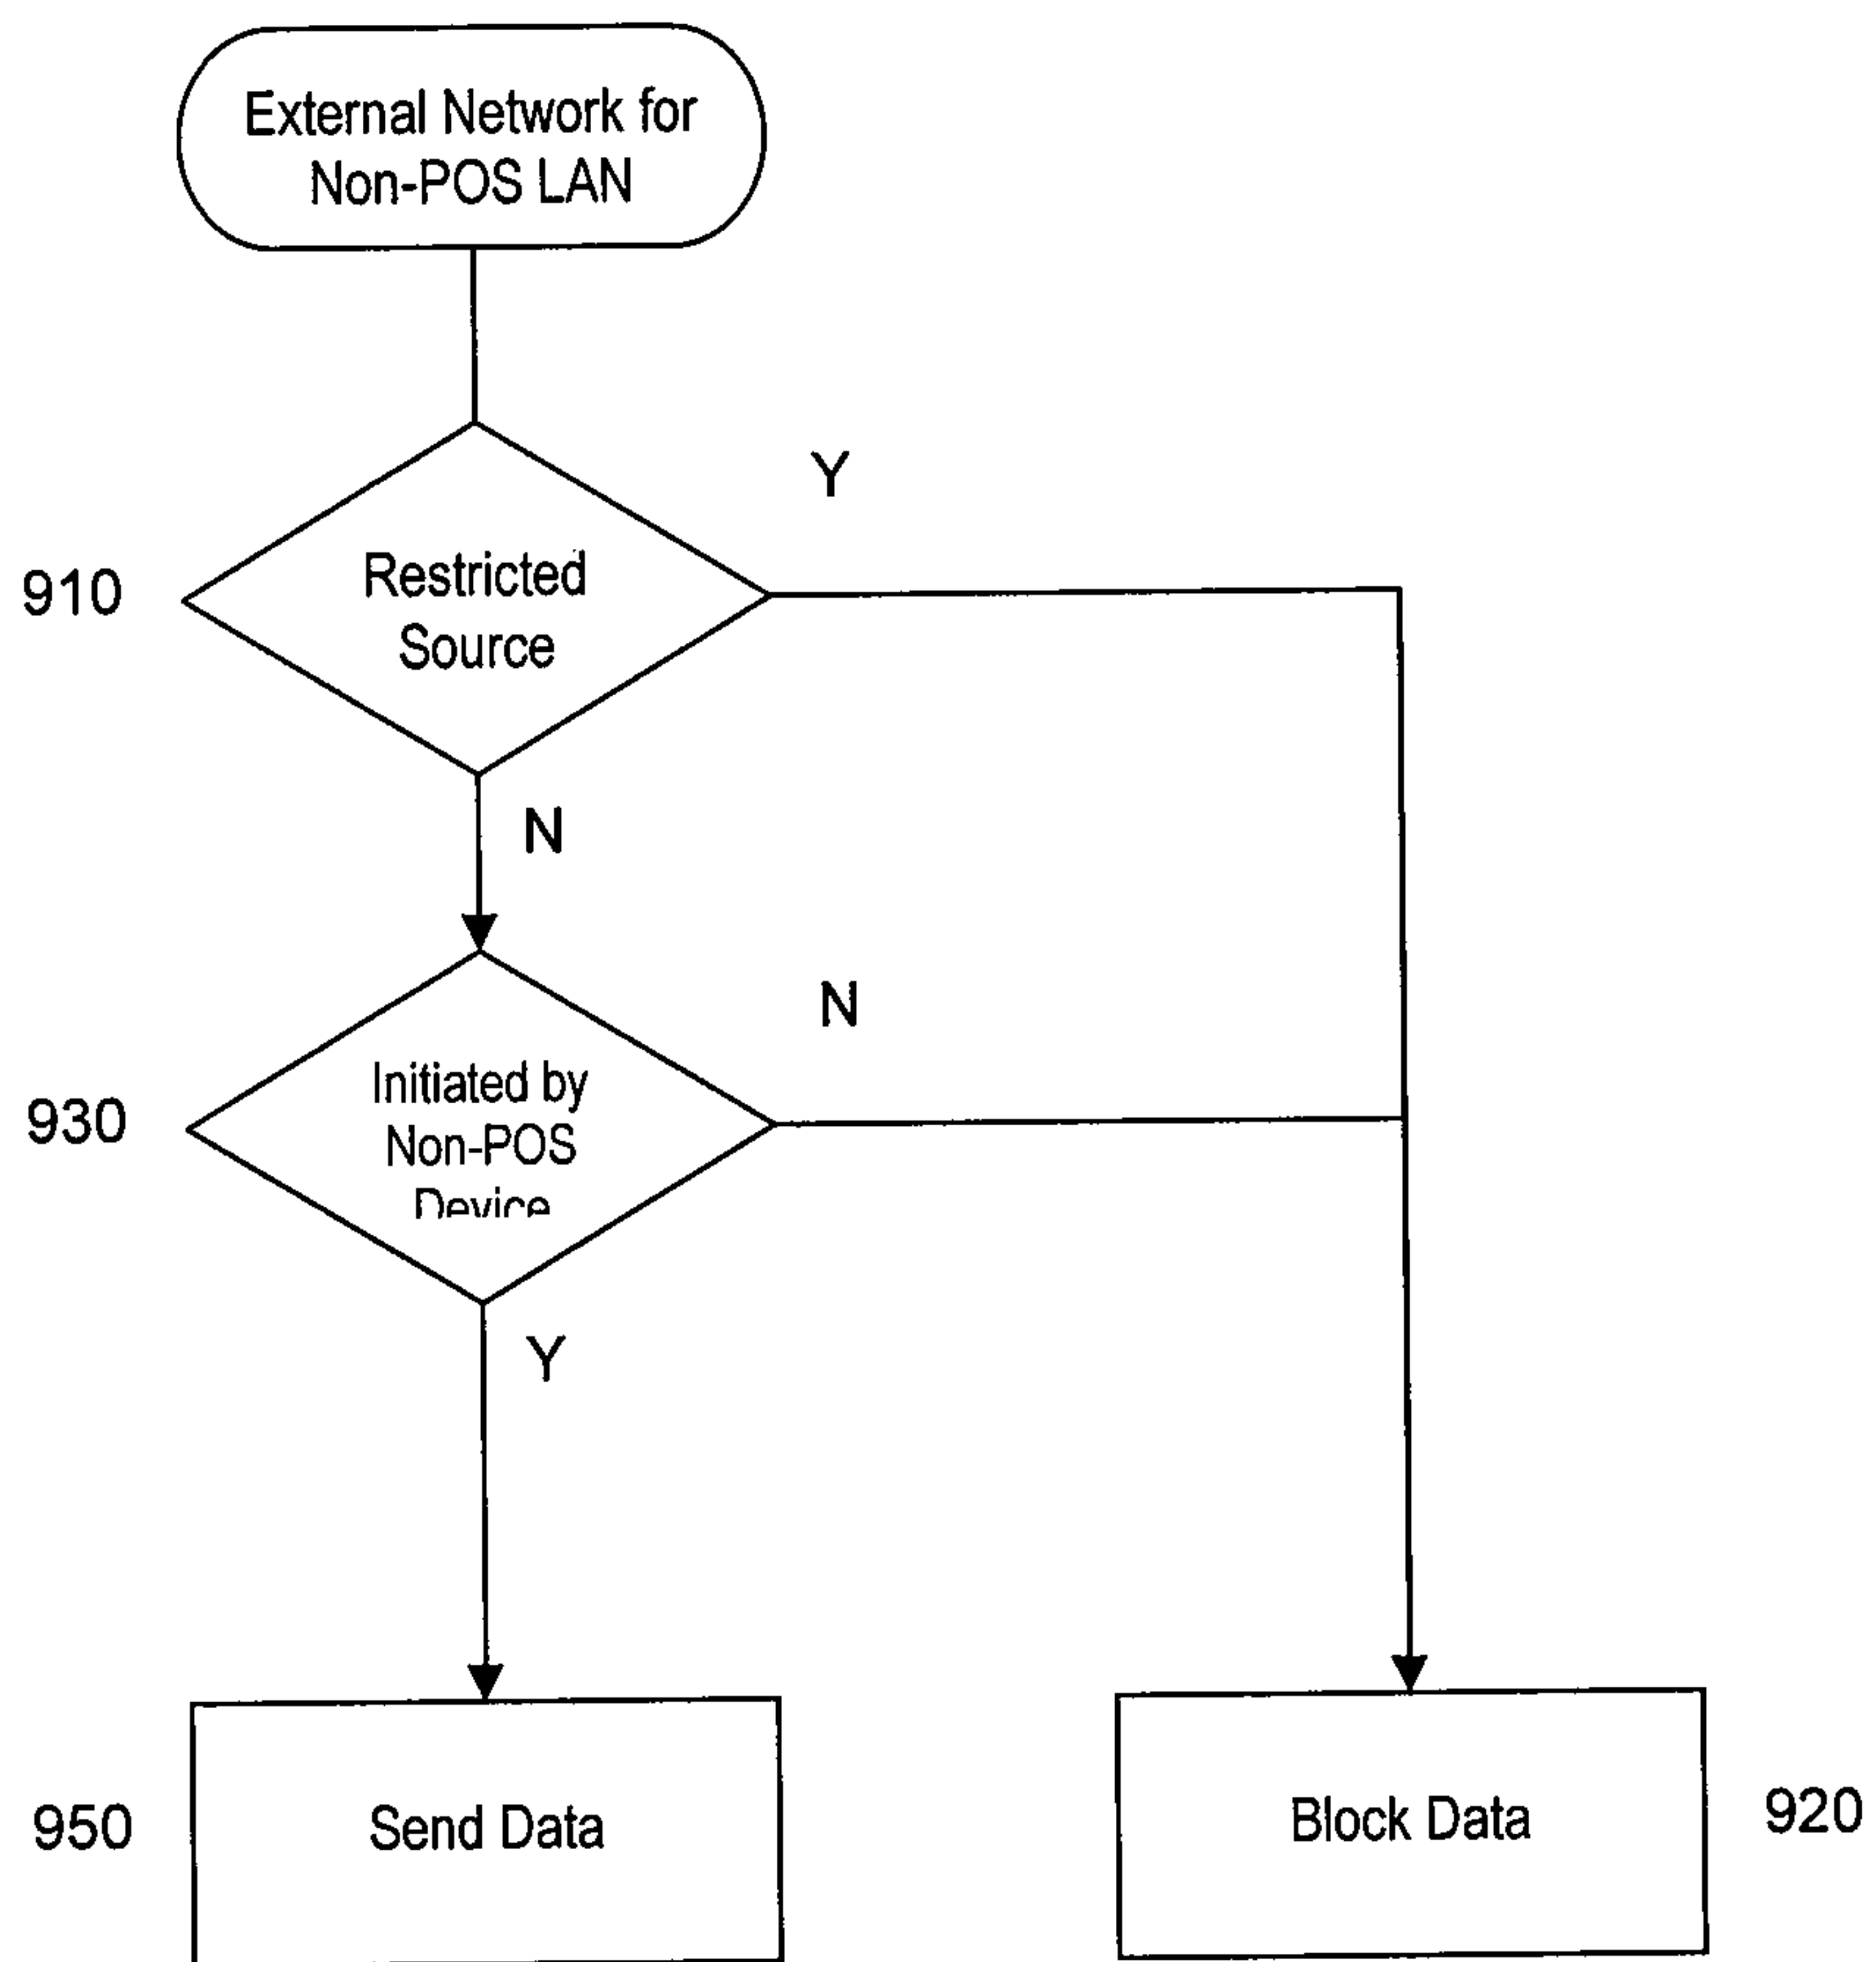 External Network for
Non-POS LAN
Y
910
Restricted
Source
N
N
930
Initiated by
Non-POS
Device
Y
950
Send Data
Block Data
920